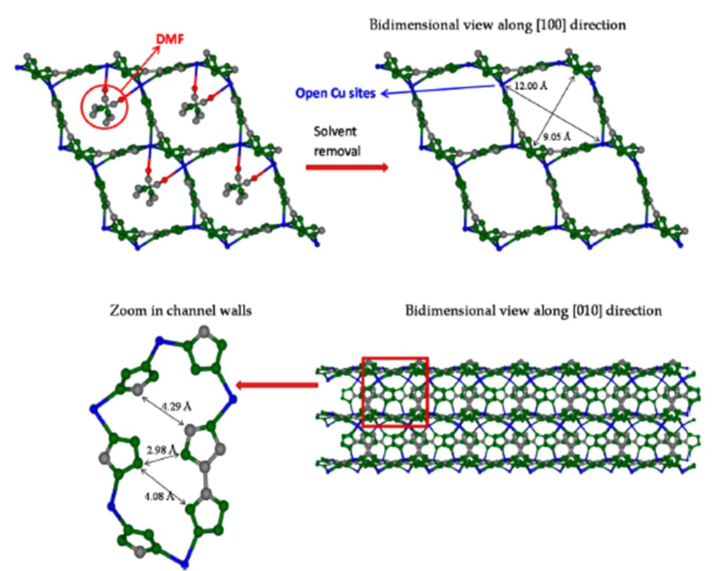 Bidimensional view along [100] direction
DMF
Open Cu sites
12.00 Å
9.05 Å
Solvent
removal
Zoom in channel walls
Bidimensional view along [010] direction
4.29 Å
2.98 Å
4.08 Å